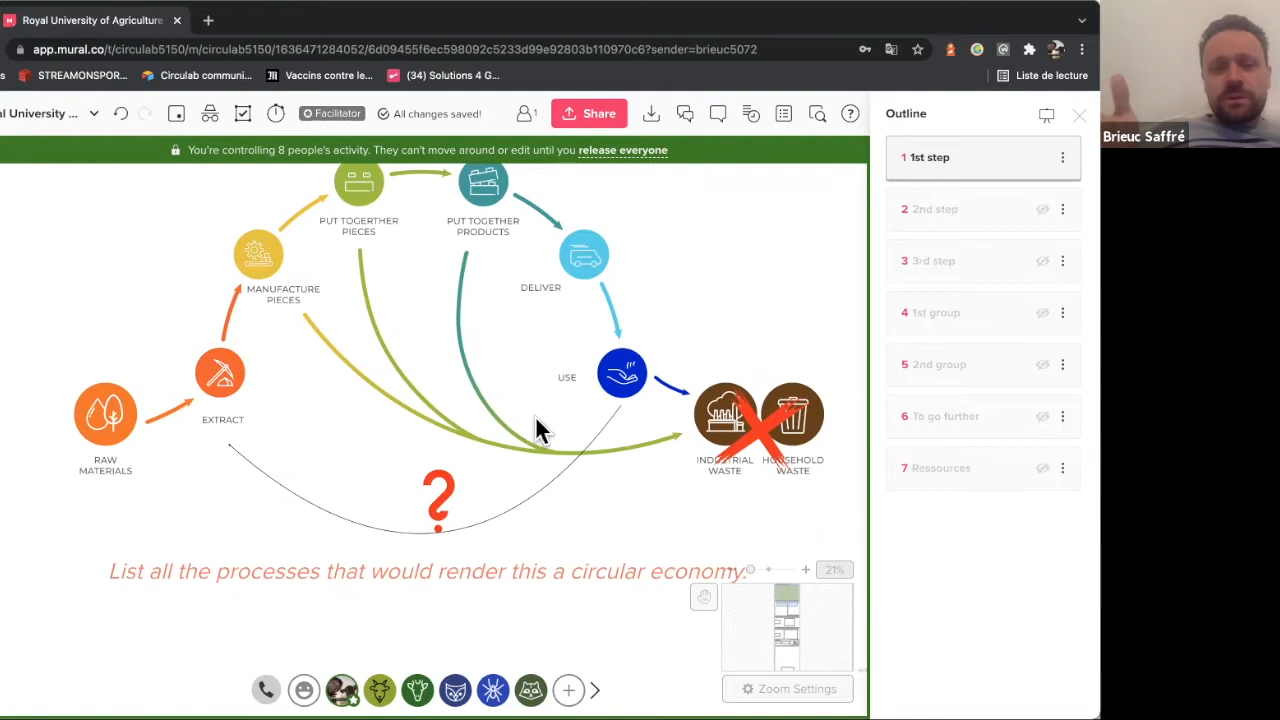 Royal University of Agriculture
app.mural.co/t/circulab5150/m/circulab5150/1636471284052/6d09455f6ec598092c5233d99e92803b110970c6?sender=brieuc5072
STREAMONSPOR...
Circulab communi...
Vaccins contre le...
(34) Solutions 4 G...
Liste de lecture
al University ...
Facilitator
All changes saved!
1
Share
Outline
Brieuc Saffré
You're controlling 8 people's activity. They can't move around or edit until you release everyone
1 1st step
2 2nd step
3 3rd step
4 1st group
5 2nd group
6 To go further
7 Ressources
PUT TOGERTHER
PIECES
PUT TOGETHER
PRODUCTS
MANUFACTURE
PIECES
DELIVER
USE
EXTRACT
RAW
MATERIALS
INDUSTRIAL
WASTE
HOUSEHOLD
WASTE
?
List all the processes that would render this a circular economy.
21%
Zoom Settings